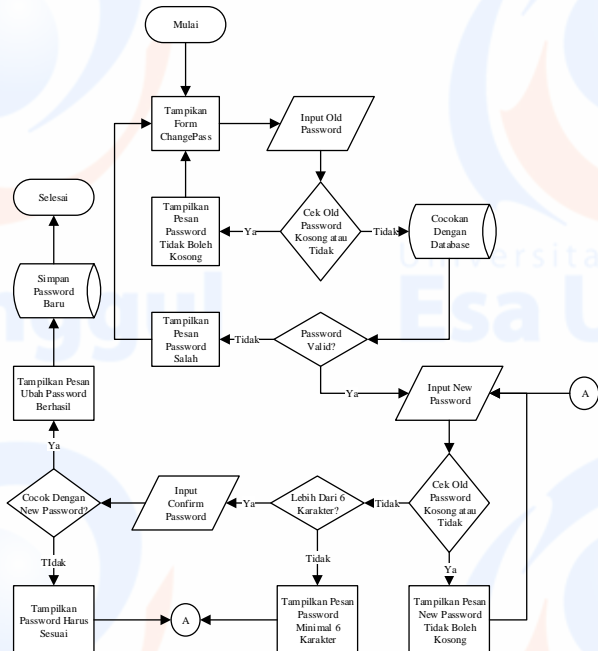 Mulai
Tampikan
Form
ChangePass
Input Old
Password
Selesai
Tampilkan
Pesan
Password
Tidak Boleh
Kosong
Ya
Cek Old
Password
Kosong atau
Tidak
Tidak
Cocokan
Dengan
Database
Universita
Simpan
Password
Baru
nggul
Esa U
Tampilkan
Pesan
Password
Salah
Tidak
Password
Valid?
Tampilkan Pesan
Ubah Password
Berhasil
Ya
Input New
Password
A
Ya
Cocok Dengan
New Password?
Input
Confirm
Password
Ya
Lebih Dari 6
Karakter?
Tidak
Cek Old
Password
Kosong atau
Tidak
TIdak
Tidak
Ya
Tampilkan
Password Harus
Sesuai
A
Tampilkan Pesan
Password
Minimal 6
Karakter
Tampilkan Pesan
New Password
Tidak Boleh
Kosong